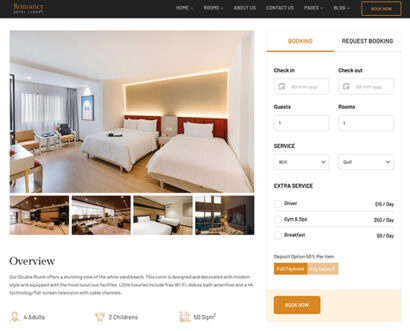 Romancy
HOTEL LUXURY
HOME
ROOMS
ABOUT US
CONTACT US
PAGES
BLOG
BOOK NOW
BOOKING
REQUEST BOOKING
Check in
Check out
dd-mm-yyyy
dd-mm-yyyy
Guests
Rooms
1
1
SERVICE
Wifi
Golf
EXTRA SERVICE
Driver
$15 / Day
Gym & Spa
$50 / Day
Breakfast
$9 / Day
Deposit Option 50% Per Item
Full Payment
Pay Deposit
BOOK NOW
Overview
Our Double Room offers a stunning view of the white sand beach. This room is designed and decorated with modern
style and equipped with the most luxurious facilities. Little luxuries include free Wi-Fi, deluxe bath amenities and a 4K
technology flat-screen television with cable channels.
4 Adults
2 Childrens
50 Sqm²